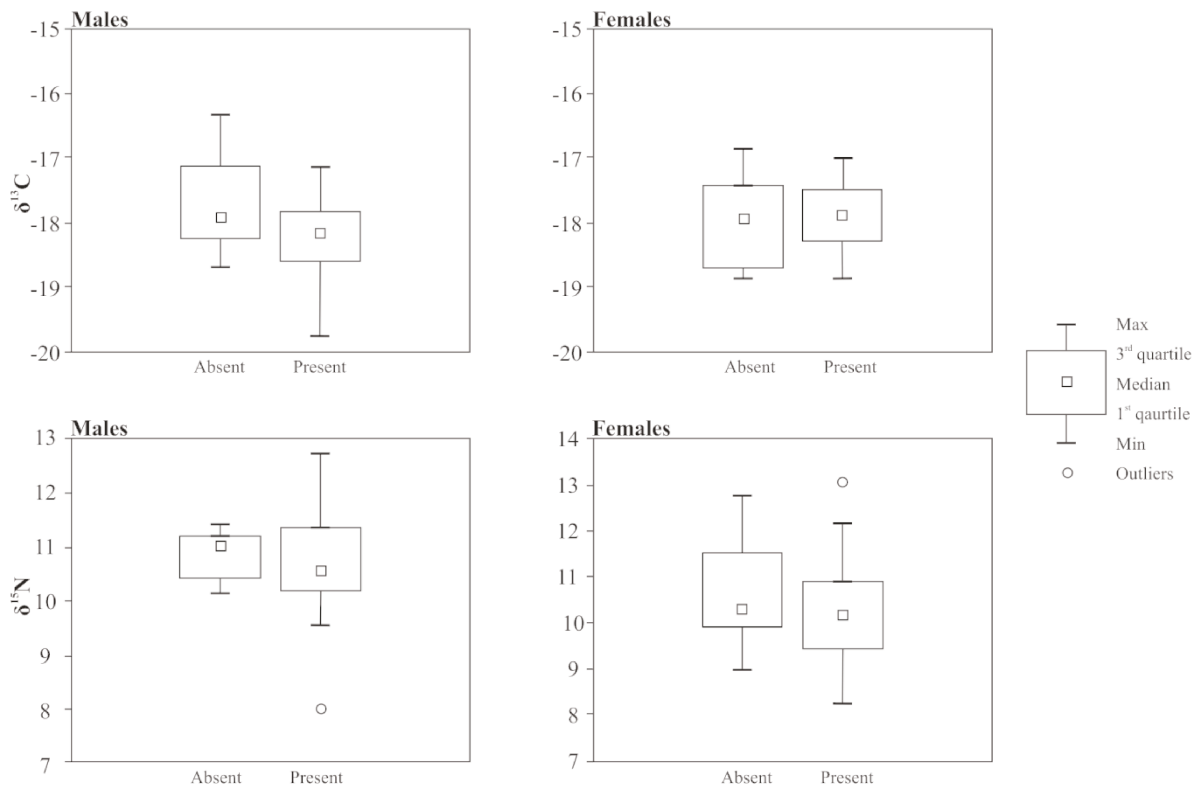 Males
δ¹³C
-15
-16
-17
-18
-19
-20
Absent Present
Females
-15
-16
-17
-18
-19
-20
Absent Present
Max
3rd quartile
Median
1st qaurtile
Min
Outliers
Males
δ¹⁵N
13
12
11
10
9
8
7
Absent Present
Females
14
13
12
11
10
9
8
7
Absent Present